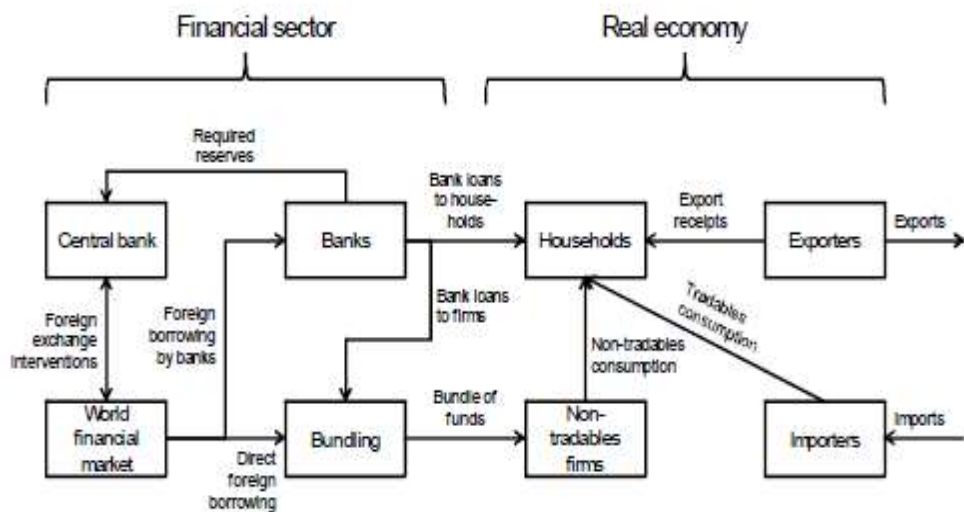 Financial sector
Real economy
Required
reserves
Bank loans
to house-
holds
Export
receipts
Central bank
Banks
Households
Exporters
Exports
Foreign
exchange
interventions
Foreign
borrowing
by banks
Bank loans
to firms
Non-tradables
consumption
Tradables
consumption
World
financial
market
Bundling
Bundle of
funds
Non-
tradables
firms
Importers
Imports
Direct
foreign
borrowing